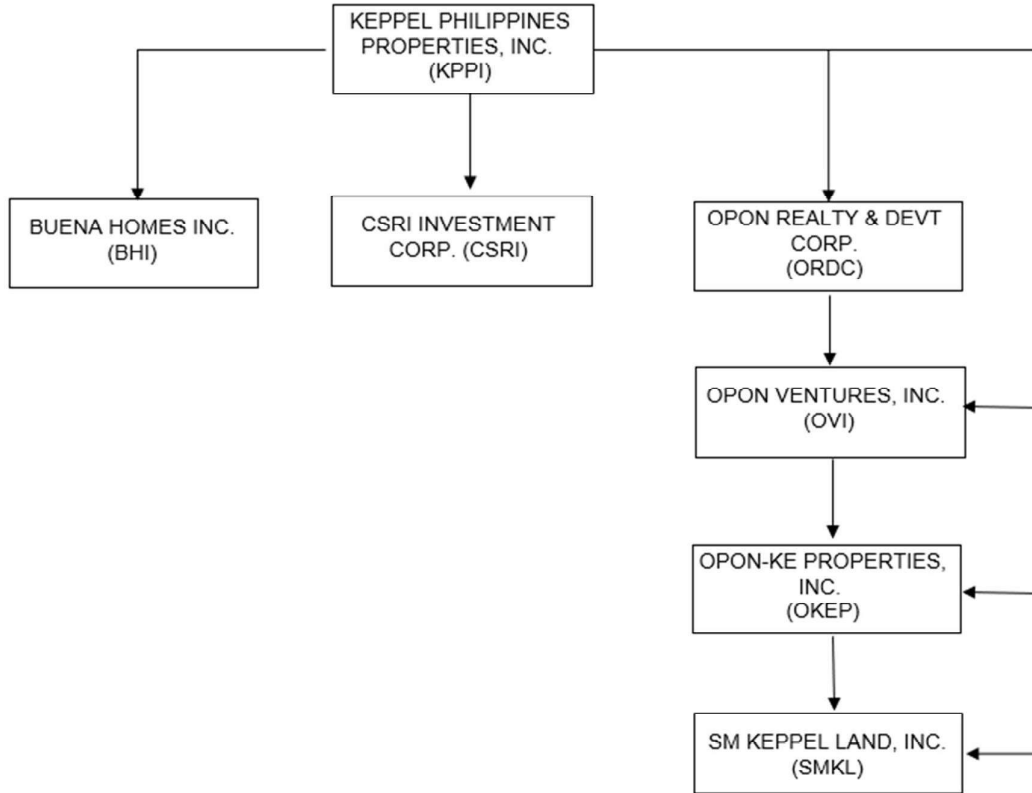 KEPPEL PHILIPPINES
PROPERTIES, INC.
(KPPI)
BUENA HOMES INC.
(BHI)
CSRI INVESTMENT
CORP. (CSRI)
OPON REALTY & DEVT
CORP.
(ORDC)
OPON VENTURES, INC.
(OVI)
OPON-KE PROPERTIES,
INC.
(OKEP)
SM KEPPEL LAND, INC.
(SMKL)